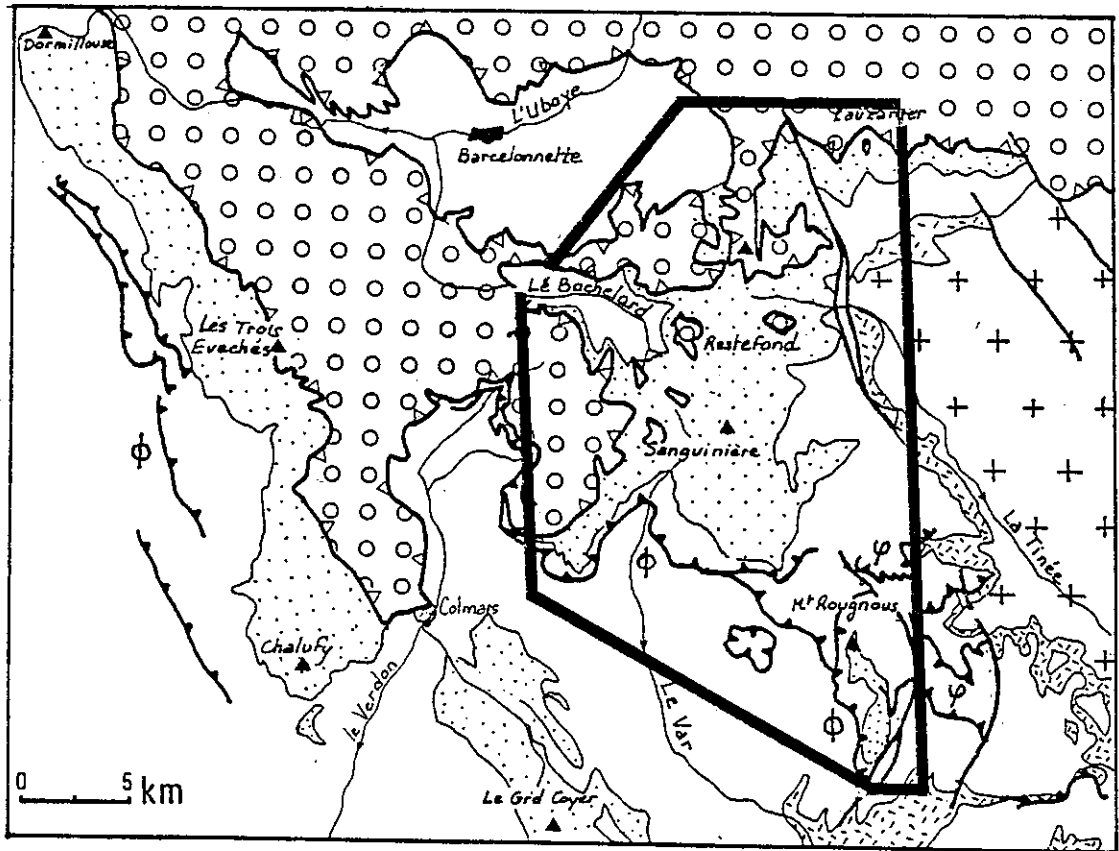 Dormillouse
L'Ubaye
Lauzanier
Barcelonnette
Le Bachelard
Les Trois
Evechés
Restefond
ϕ
Sanguinière
φ
La Tinée
ϕ
Mt Rougnous
Colmars
Chalufy
φ
le Verdon
Le Var
ϕ
0 5 km
Le Grd Coyer